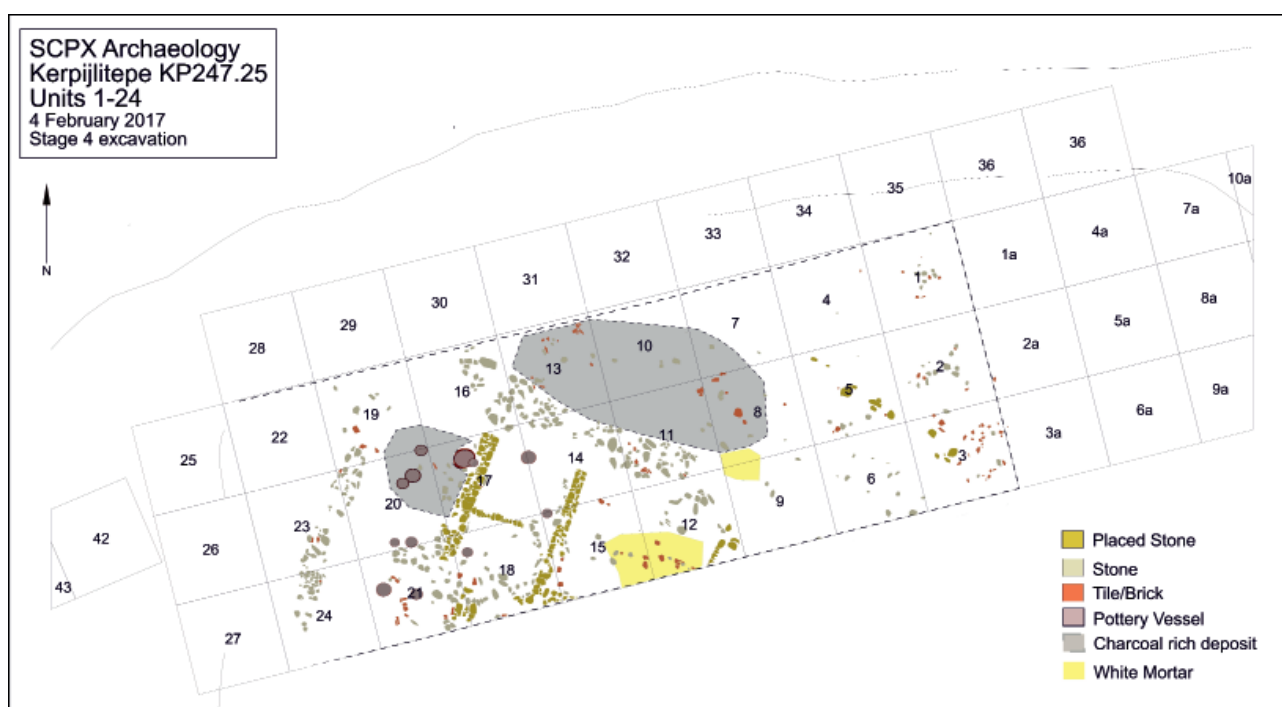 SCPX Archaeology
Kerpijlitepe KP247.25
Units 1-24
4 February 2017
Stage 4 excavation
N
36
36
35
34
33
32
31
30
29
28
10a
7a
4a
1a
1
4
7
10
13
16
19
22
25
8a
5a
2a
2
5
8
11
14
17
20
23
26
42
43
9a
6a
3a
3
6
9
12
15
18
21
24
27
Placed Stone
Stone
Tile/Brick
Pottery Vessel
Charcoal rich deposit
White Mortar